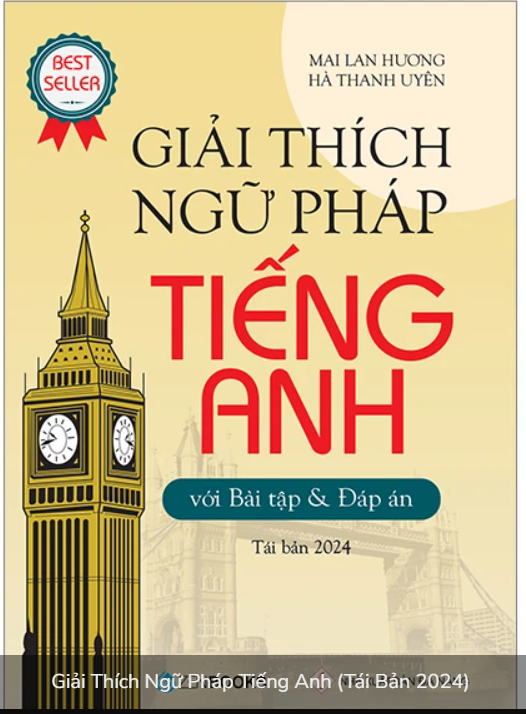 BEST
SELLER
MAI LAN HƯƠNG
HÀ THANH UYÊN
GIẢI THÍCH
NGỮ PHÁP
TIẾNG
ANH
với Bài tập & Đáp án
Tái bản 2024
Giải Thích Ngữ Pháp Tiếng Anh (Tái Bản 2024)